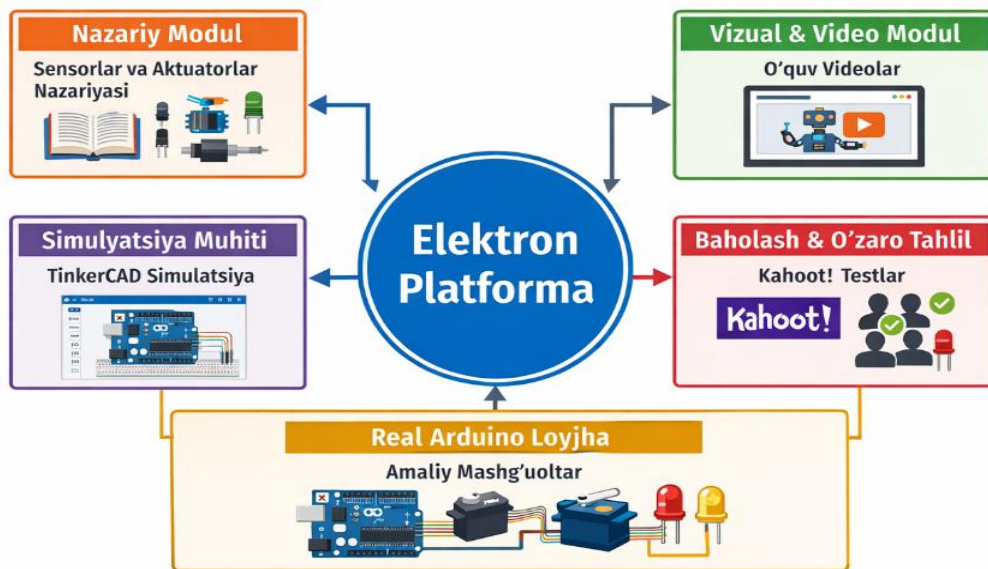 Nazariy Modul
Sensorlar va Aktuatorlar
Nazariyasi
Vizual & Video Modul
O'quv Videolar
Elektron
Platforma
Simulyatsiya Muhiti
TinkerCAD Simulatsiya
Baholash & O'zaro Tahlil
Kahoot! Testlar
Kahoot!
Real Arduino Loyjha
Amaliy Mashg'uoltar